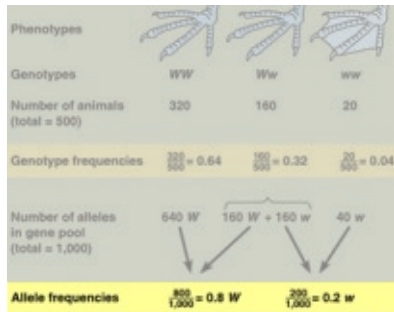 Phenotypes
Genotypes WW Ww ww
Number of animals 320 160 20
(total = 500)
Genotype frequencies 320/500 = 0.64 160/500 = 0.32 20/500 = 0.04
Number of alleles 640 W 160 W + 160 w 40 w
in gene pool
(total = 1,000)
Allele frequencies 800/1,000 = 0.8 W 200/1,000 = 0.2 w